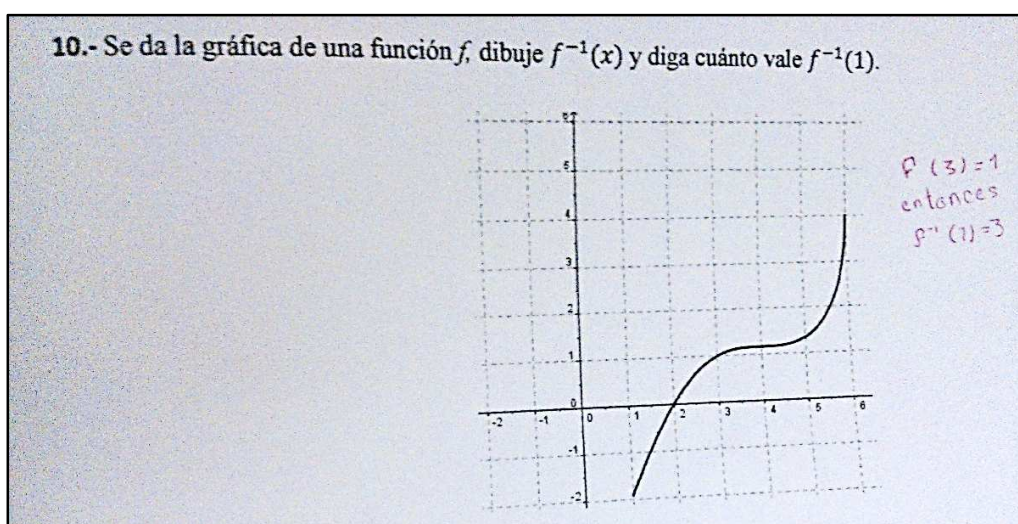 10.- Se da la gráfica de una función f, dibuje f⁻¹(x) y diga cuánto vale f⁻¹(1).
f (3)=1
entonces
f⁻¹ (1)=3
5
4
3
2
1
0
-2 -1 0 1 2 3 4 5 6
-1
-2